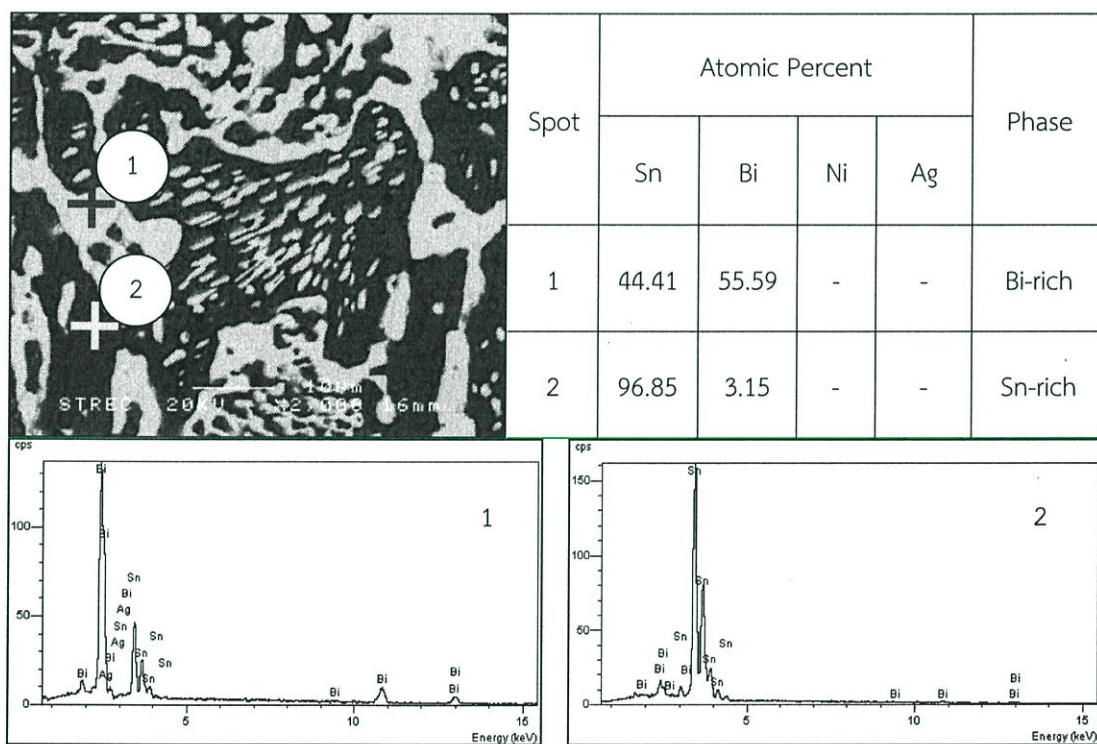 1
2
STREC 20KU 16mm
Spot
Atomic Percent
Phase
Sn Bi Ni Ag
1 44.41 55.59 - - Bi-rich
2 96.85 3.15 - - Sn-rich
cps
100
50
0
5 10 15
Energy (keV)
1
Bi
Bi
Sn
Bi
Ag
Sn
Ag
Bi
Bi
Ag
Sn
Sn
Sn
Sn
Bi
Bi
Bi
Bi
cps
150
100
50
0
5 10 15
Energy (keV)
2
Sn
Sn
Sn
Sn
Bi
Bi
Bi
Bi
Bi
Sn
Sn
Bi
Bi
Bi
Bi